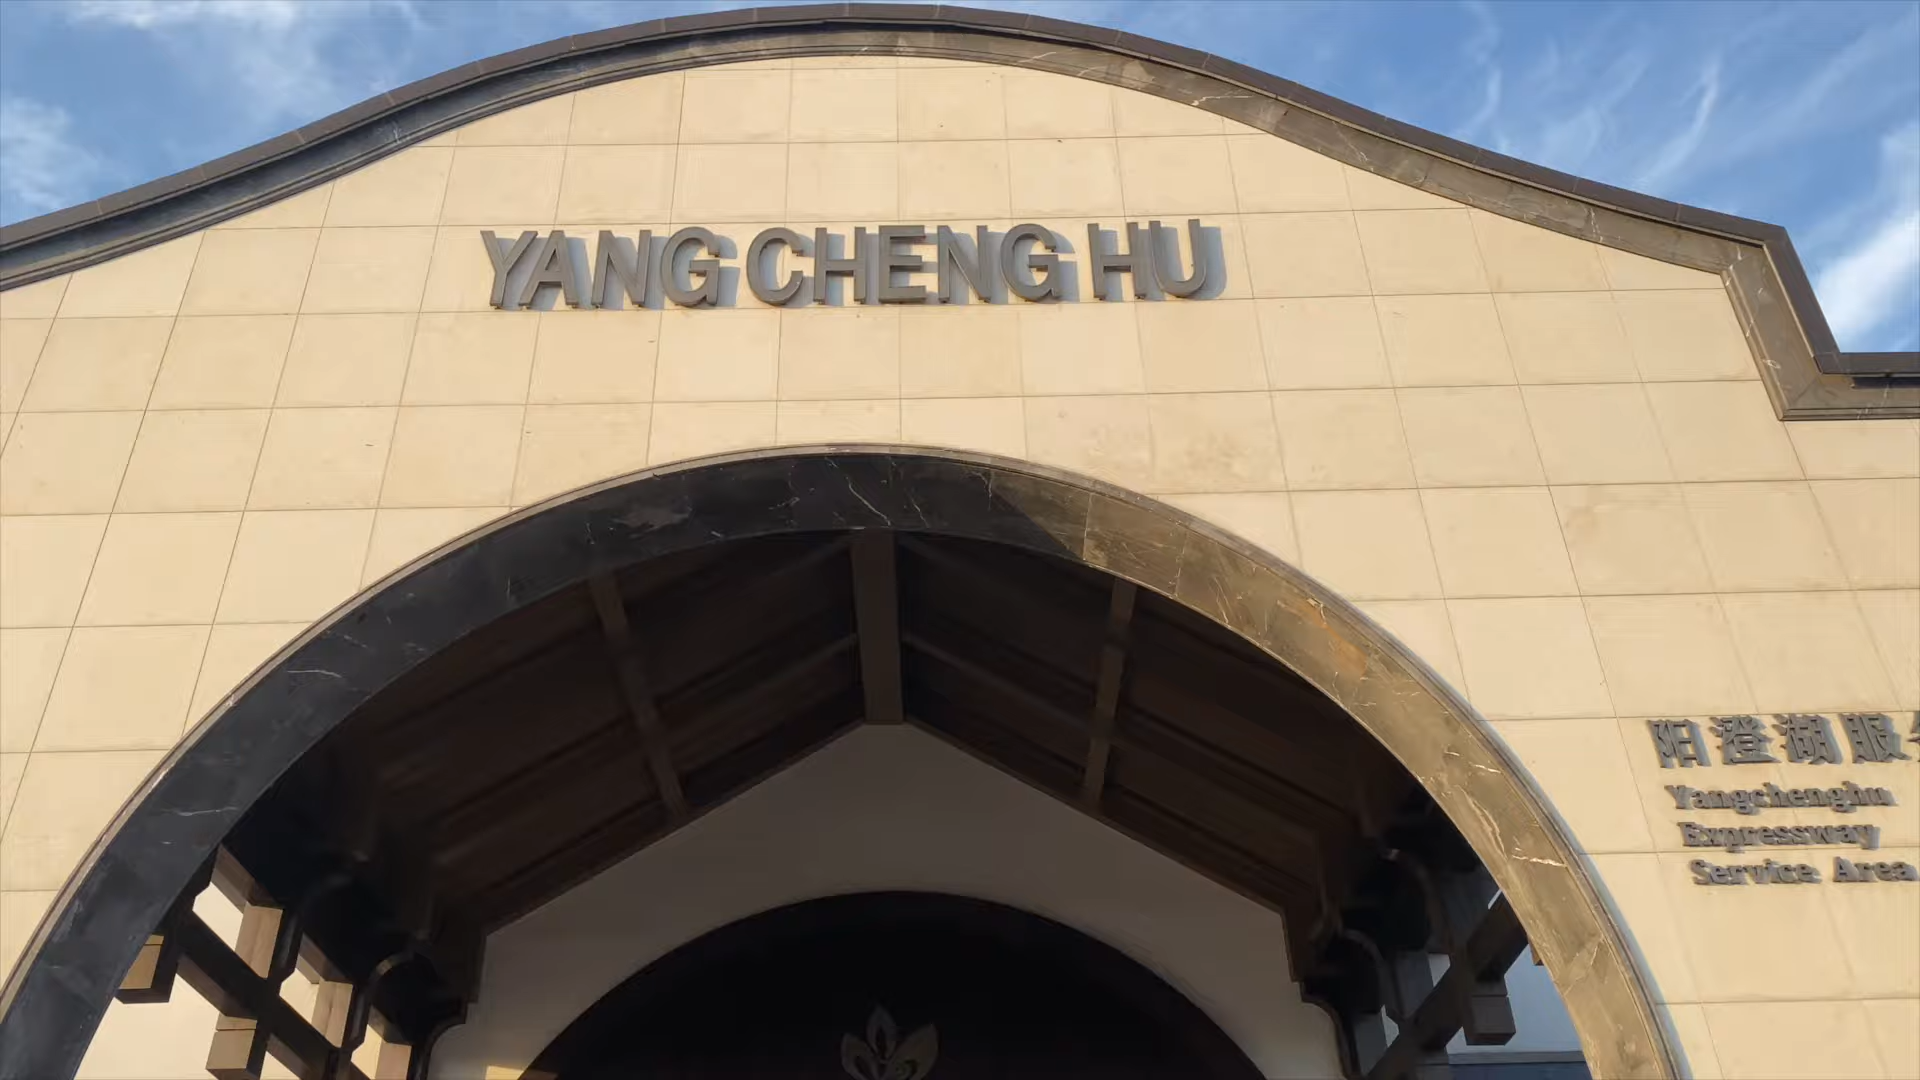 YANG CHENG HU
阳澄湖服
Yangchenghu
Expressway
Service Area